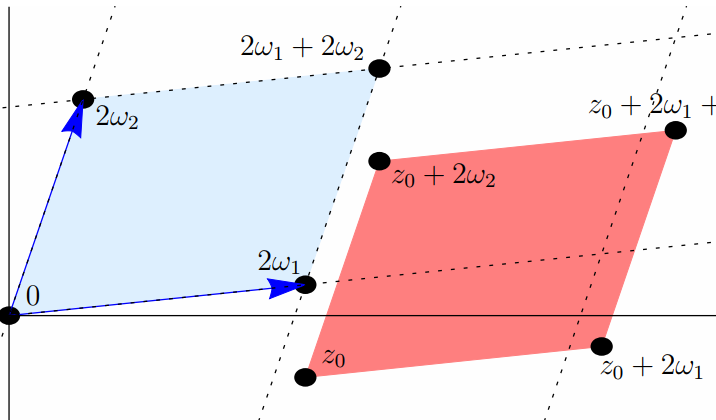 2ω₁ + 2ω₂
2ω₂
z₀ + 2ω₁ +
z₀ + 2ω₂
2ω₁
0
z₀
z₀ + 2ω₁